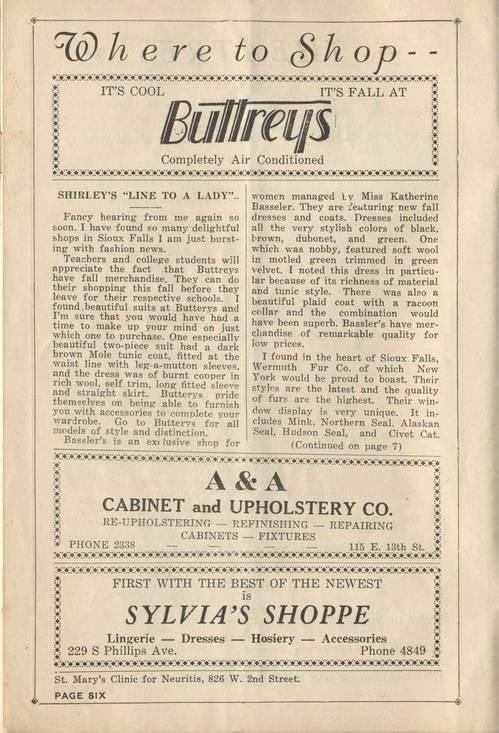 Where to Shop--
IT'S COOL IT'S FALL AT
Buttreys
Completely Air Conditioned
SHIRLEY'S "LINE TO A LADY"..
Fancy hearing from me again so
soon. I have found so many delightful
shops in Sioux Falls I am just burst-
ing with fashion news.
Teachers and college students will
appreciate the fact that Buttreys
have fall merchandise. They can do
their shopping this fall before they
leave for their respective schools. I
found beautiful suits at Butterys and
I'm sure that you would have had a
time to make up your mind on just
which one to purchase. One especially
beautiful two-piece suit had a dark
brown Mole tunic coat, fitted at the
waist line with leg-a-mutton sleeves,
and the dress was of burnt cooper in
rich wool, self trim, long fitted sleeve
and straight skirt. Butterys pride
themselves on being able to furnish
you with accessories to complete your
wardrobe. Go to Butterys for all
models of style and distinction.
Bassler's is an exclusive shop for
women managed by Miss Katherine
Basseler. They are featuring new fall
dresses and coats. Dresses included
all the very stylish colors of black,
brown, dubonet, and green. One
which was nobby, featured soft wool
in motled green trimmed in green
velvet. I noted this dress in particu-
lar because of its richness of material
and tunic style. There was also a
beautiful plaid coat with a racoon
collar and the combination would
have been superb. Bassler's have mer-
chandise of remarkable quality for
low prices.
I found in the heart of Sioux Falls,
Wermuth Fur Co. of which New
York would be proud to boast. Their
styles are the latest and the quality
of furs are the highest. Their win-
dow display is very unique. It in-
cludes Mink, Northern Seal, Alaskan
Seal, Hudson Seal, and Civet Cat.
(Continued on page 7)
A & A
CABINET and UPHOLSTERY CO.
RE-UPHOLSTERING — REFINISHING — REPAIRING
CABINETS — FIXTURES
PHONE 2338 — — — — 115 E. 13th St.
FIRST WITH THE BEST OF THE NEWEST
is
SYLVIA'S SHOPPE
Lingerie — Dresses — Hosiery — Accessories
229 S Phillips Ave. Phone 4849
St. Mary's Clinic for Neuritis, 826 W. 2nd Street.
PAGE SIX